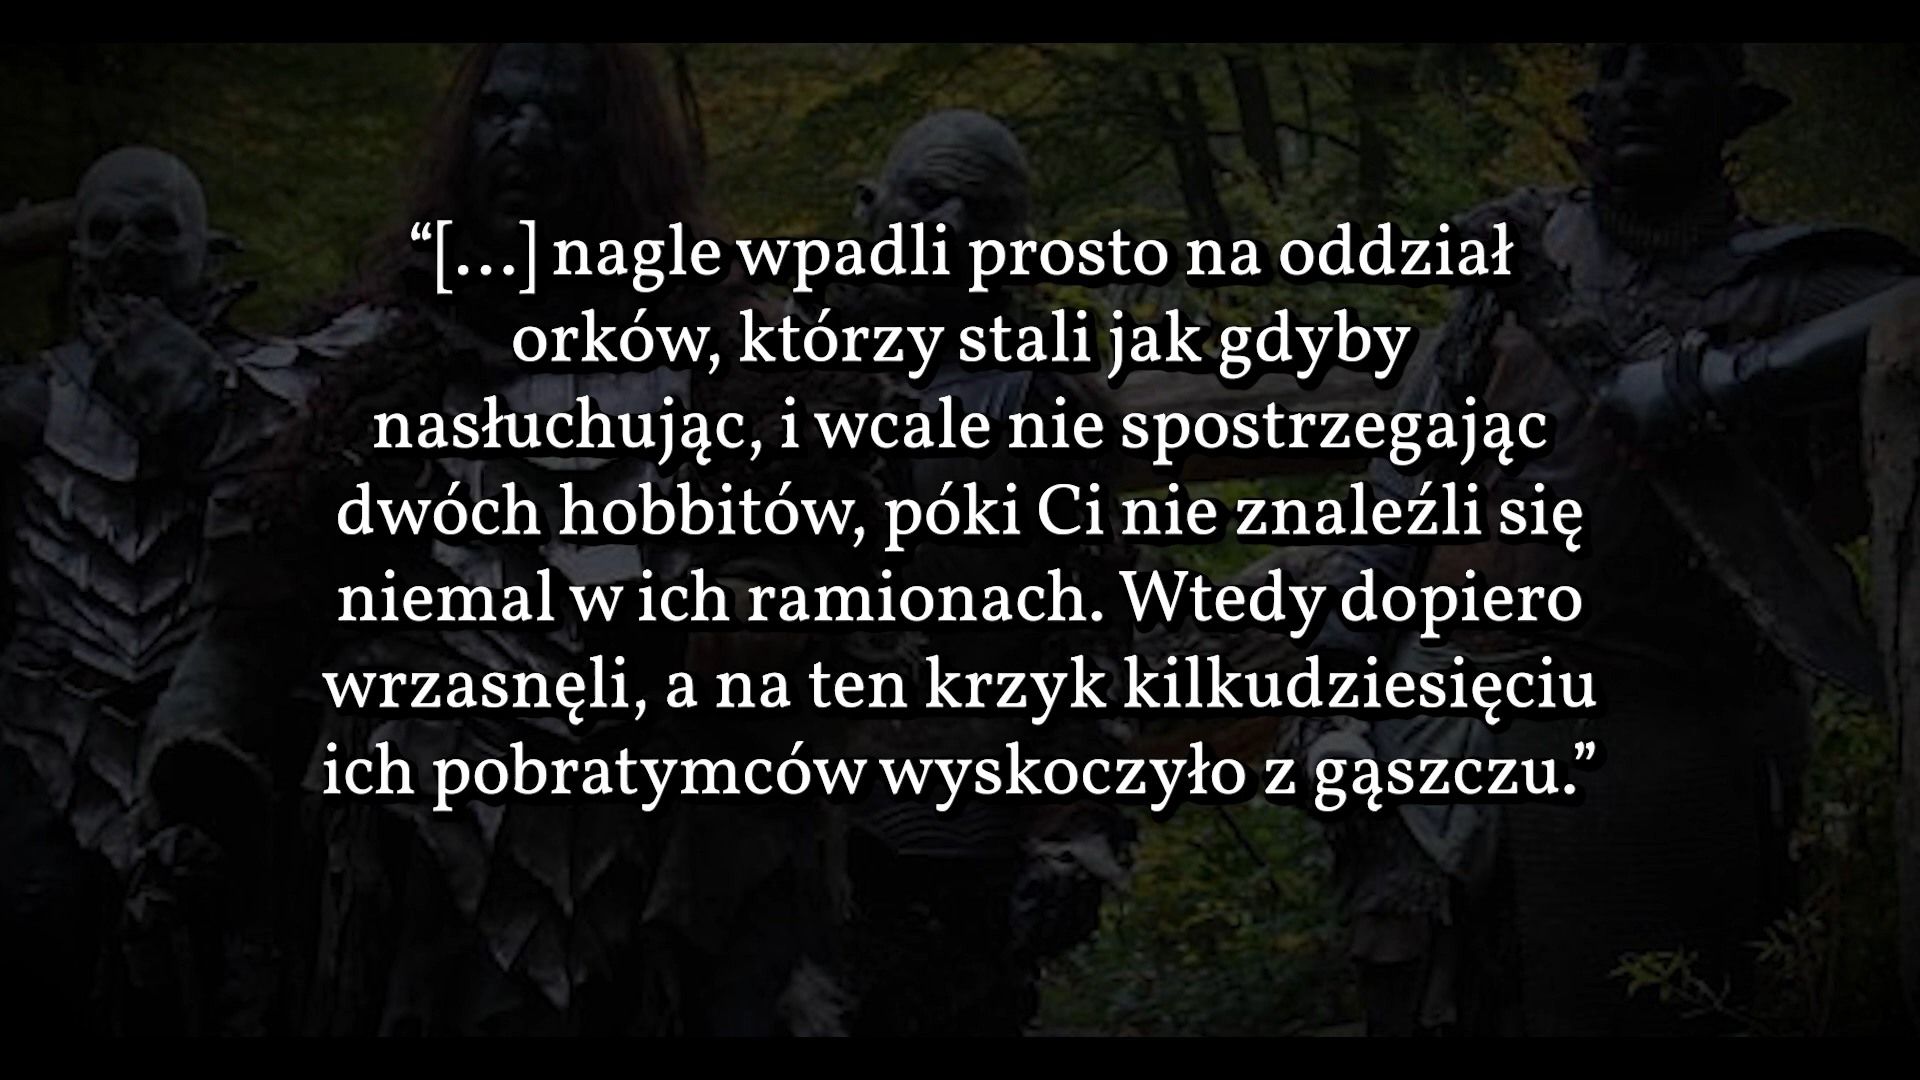 “[…] nagle wpadli prosto na oddział
orków, którzy stali jak gdyby
nasłuchując, i wcale nie spostrzegając
dwóch hobbitów, póki Ci nie znaleźli się
niemal w ich ramionach. Wtedy dopiero
wrzasnęli, a na ten krzyk kilkudziesięciu
ich pobratymców wyskoczyło z gąszczu.”